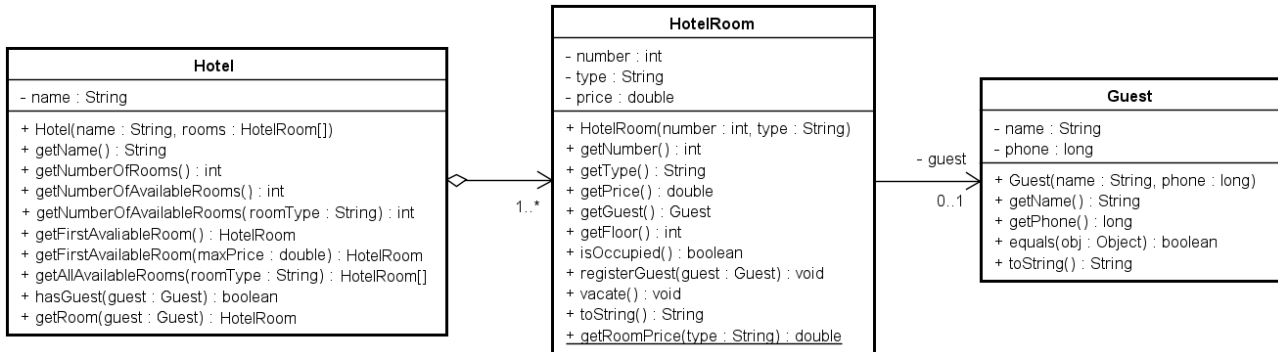 Hotel
- name : String
+ Hotel(name : String, rooms : HotelRoom[])
+ getName() : String
+ getNumberOfRooms() : int
+ getNumberOfAvailableRooms() : int
+ getNumberOfAvailableRooms(roomType : String) : int
+ getFirstAvaliableRoom() : HotelRoom
+ getFirstAvailableRoom(maxPrice : double) : HotelRoom
+ getAllAvailableRooms(roomType : String) : HotelRoom[]
+ hasGuest(guest : Guest) : boolean
+ getRoom(guest : Guest) : HotelRoom
1..*
HotelRoom
- number : int
- type : String
- price : double
+ HotelRoom(number : int, type : String)
+ getNumber() : int
+ getType() : String
+ getPrice() : double
+ getGuest() : Guest
+ getFloor() : int
+ isOccupied() : boolean
+ registerGuest(guest : Guest) : void
+ vacate() : void
+ toString() : String
+ getRoomPrice(type : String) : double
- guest
0..1
Guest
- name : String
- phone : long
+ Guest(name : String, phone : long)
+ getName() : String
+ getPhone() : long
+ equals(obj : Object) : boolean
+ toString() : String